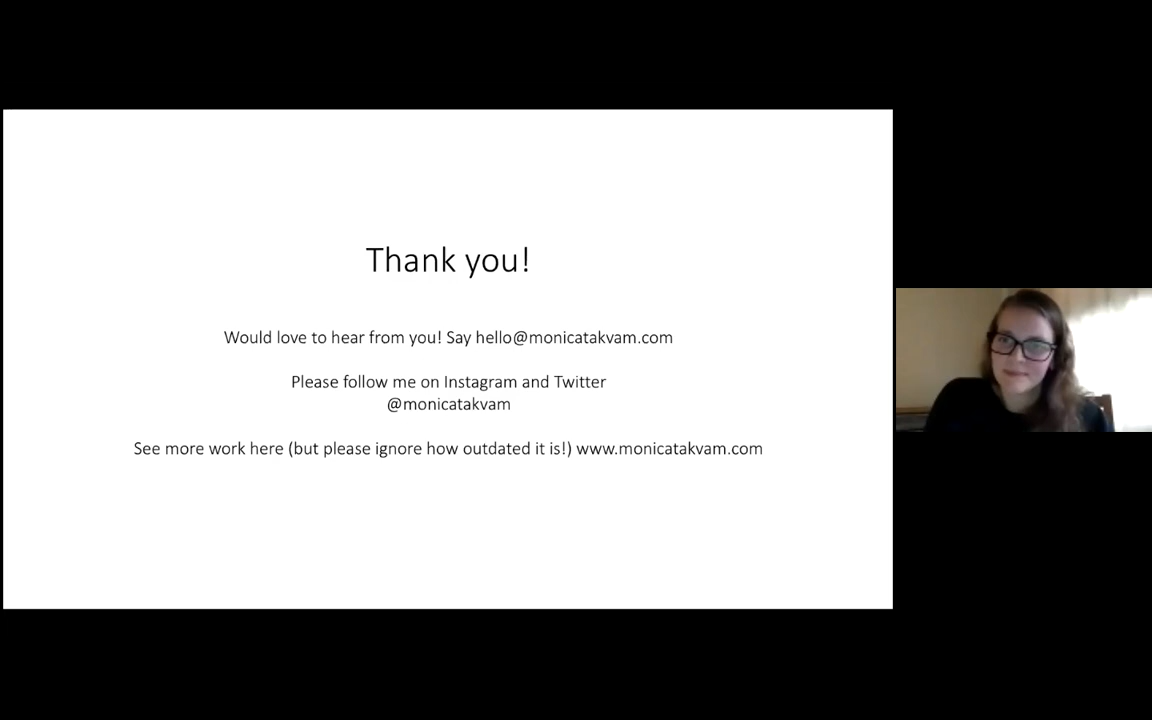 Thank you!
Would love to hear from you! Say hello@monicatakvam.com
Please follow me on Instagram and Twitter
@monicatakvam
See more work here (but please ignore how outdated it is!) www.monicatakvam.com